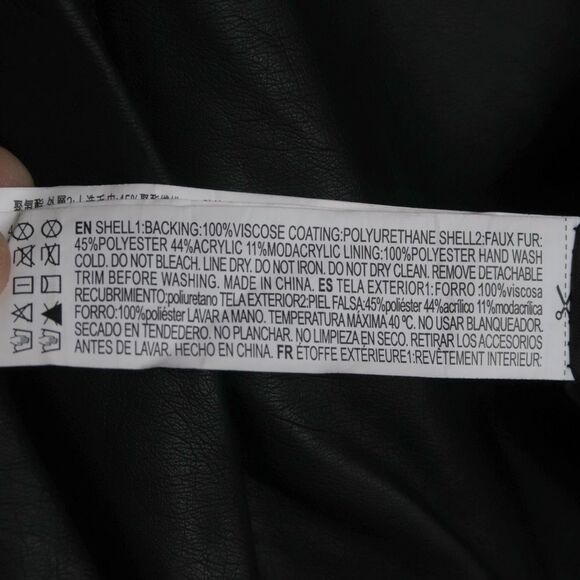 EN SHELL1:BACKING:100%VISCOSE COATING:POLYURETHANE SHELL2:FAUX FUR:
45%POLYESTER 44%ACRYLIC 11%MODACRYLIC LINING:100%POLYESTER HAND WASH
COLD. DO NOT BLEACH. LINE DRY. DO NOT IRON. DO NOT DRY CLEAN. REMOVE DETACHABLE
TRIM BEFORE WASHING. MADE IN CHINA. ES TELA EXTERIOR1: FORRO :100%viscosa
RECUBRIMIENTO:poliuretano TELA EXTERIOR2:PIEL FALSA:45%poliéster 44%acrílico 11%modacrílica
FORRO:100%poliéster LAVAR A MANO. TEMPERATURA MÁXIMA 40 ºC. NO USAR BLANQUEADOR.
SECADO EN TENDEDERO. NO PLANCHAR. NO LIMPIEZA EN SECO. RETIRAR LOS ACCESORIOS
ANTES DE LAVAR. HECHO EN CHINA. FR ÉTOFFE EXTÉRIEURE1:REVÊTEMENT INTERIEUR: